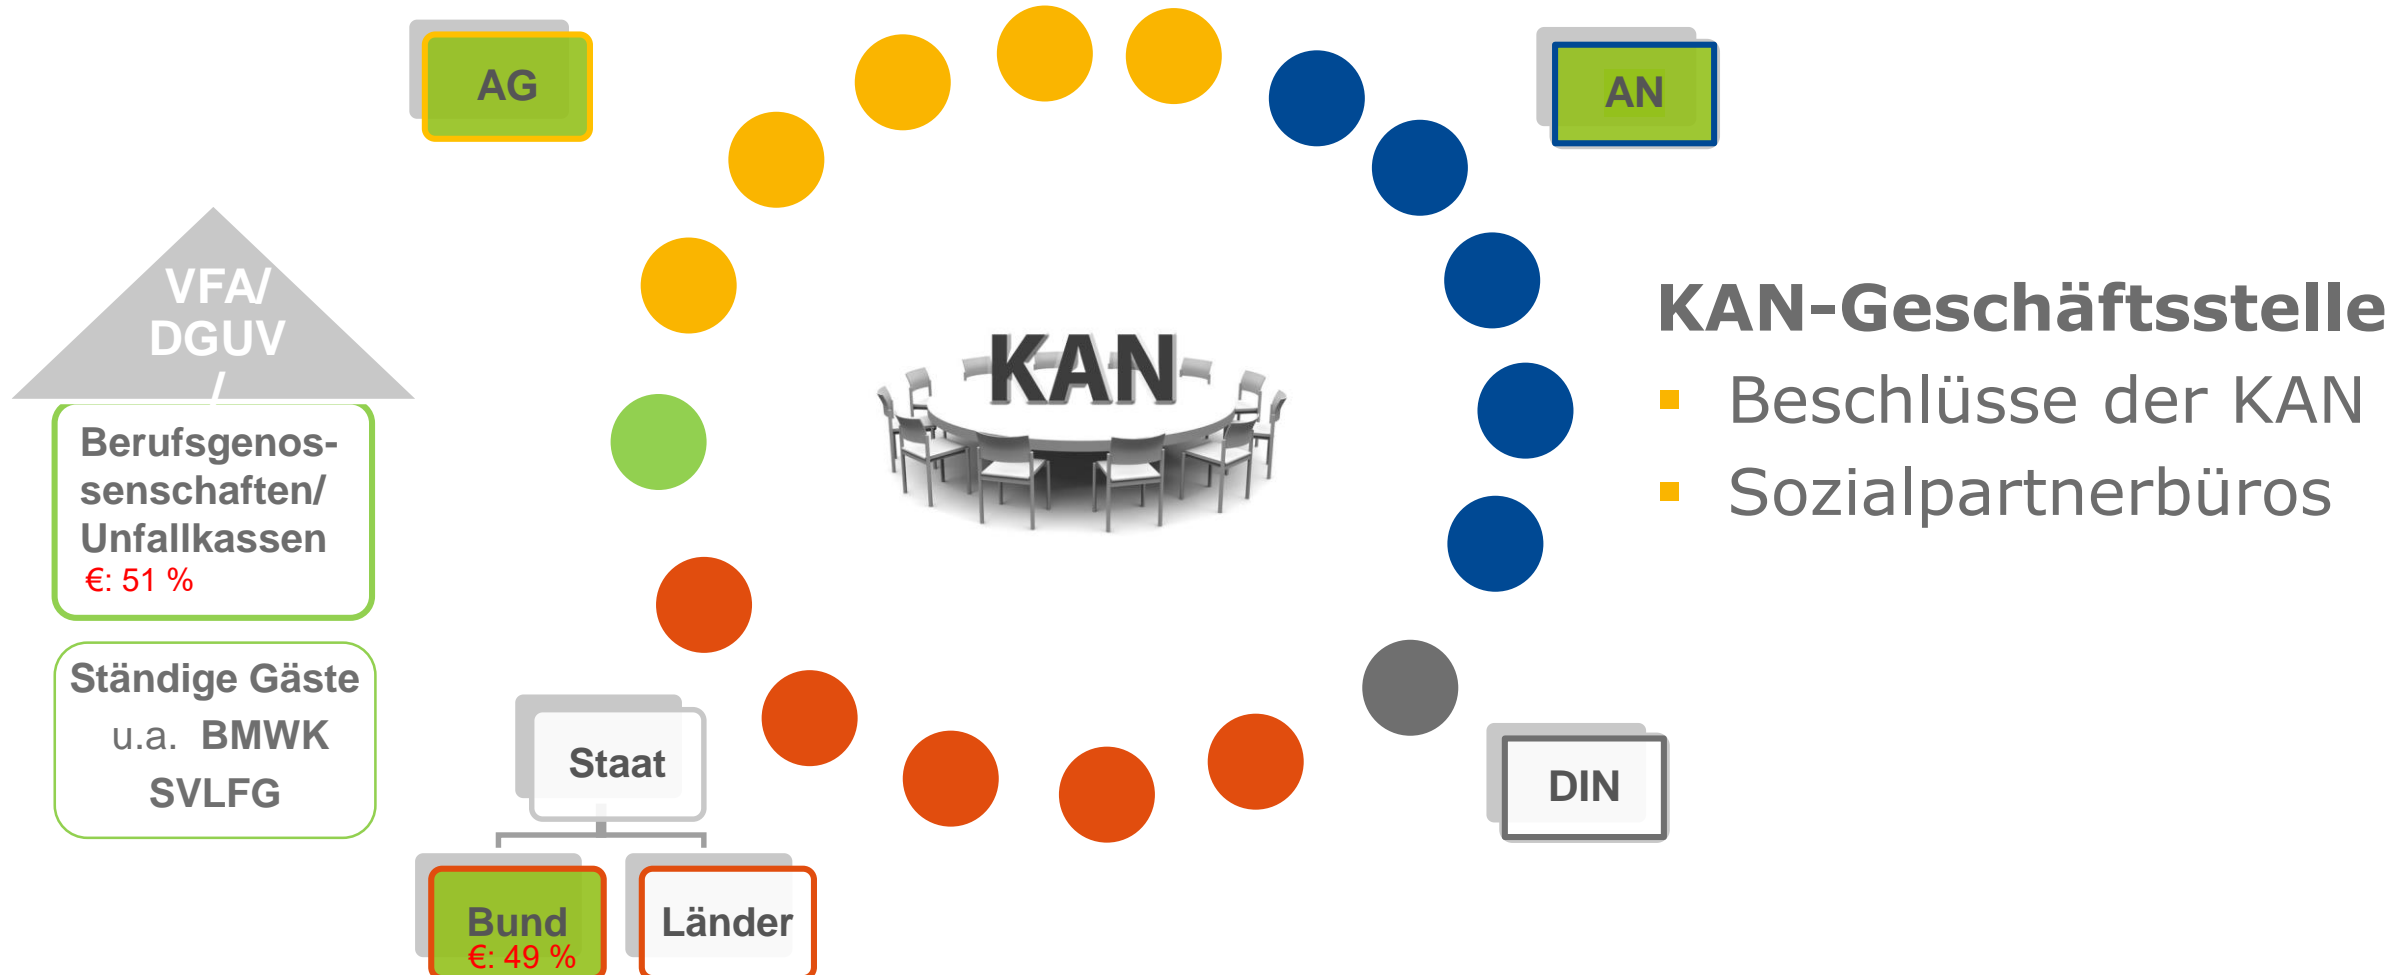 AG
AN
VFA/
DGUV
/
Berufsgenos-
senschaften/
Unfallkassen
€: 51 %
Ständige Gäste
u.a. BMWK
SVLFG
KAN
KAN-Geschäftsstelle
▪ Beschlüsse der KAN
▪ Sozialpartnerbüros
Staat
Bund
€: 49 %
Länder
DIN